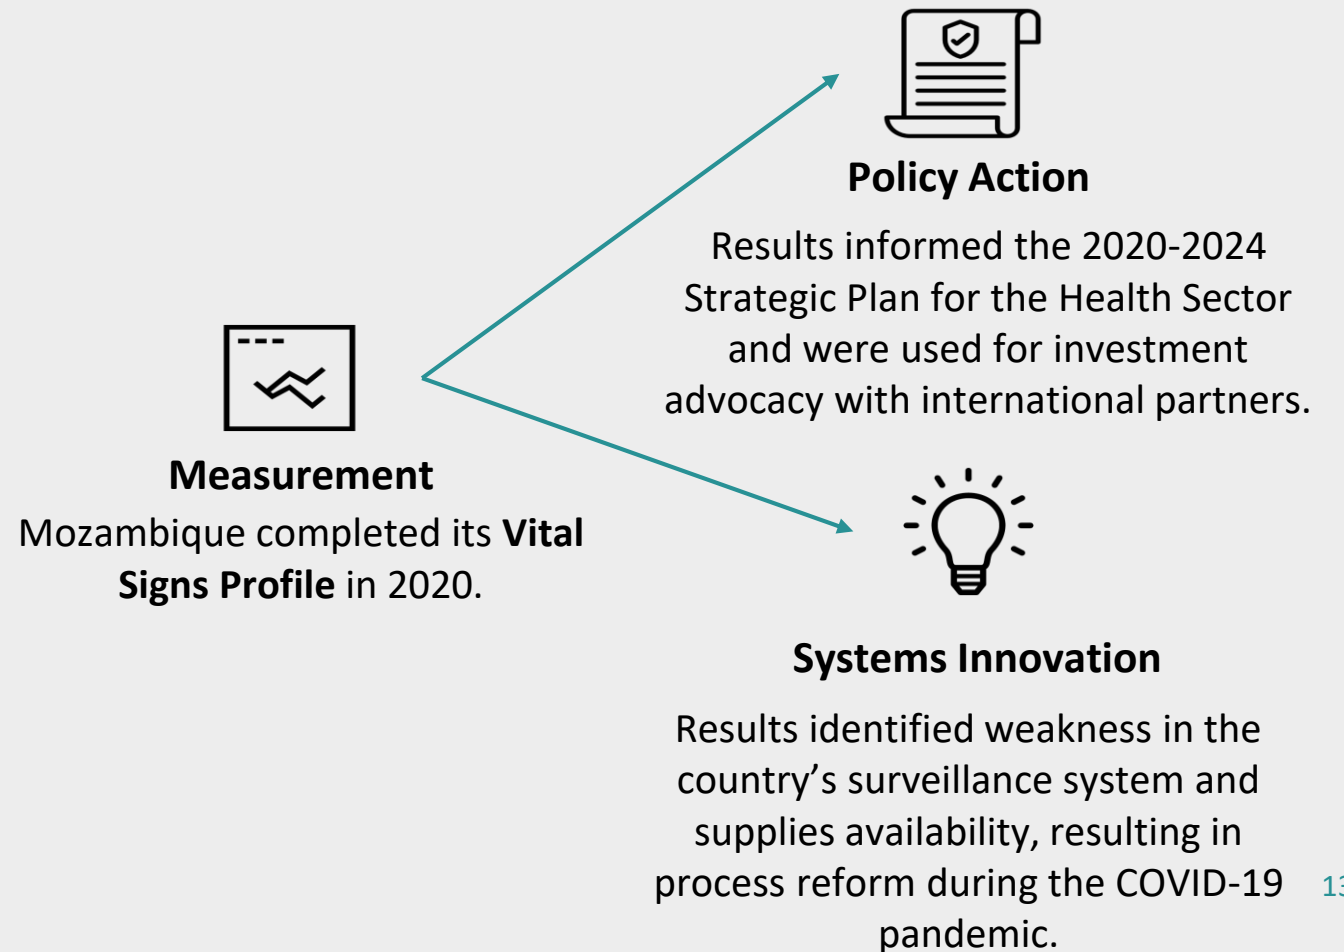 Measurement
Mozambique completed its Vital
Signs Profile in 2020.
Policy Action
Results informed the 2020-2024
Strategic Plan for the Health Sector
and were used for investment
advocacy with international partners.
Systems Innovation
Results identified weakness in the
country’s surveillance system and
supplies availability, resulting in
process reform during the COVID-19
pandemic.
13